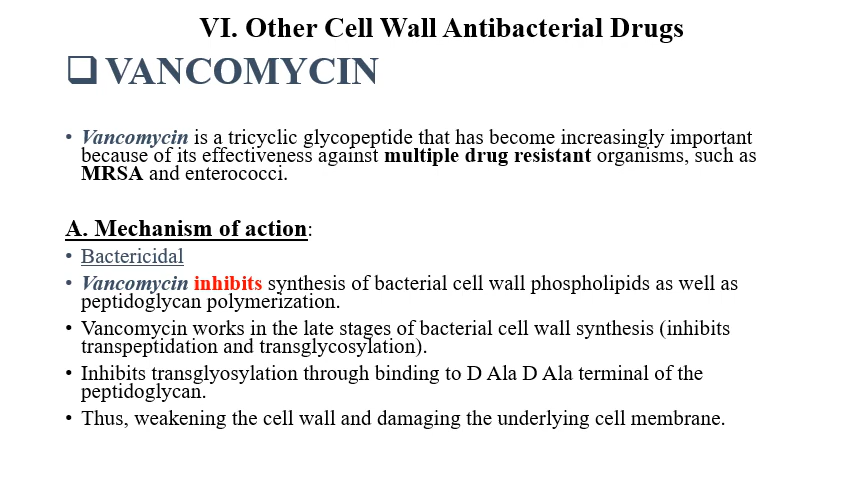 VI. Other Cell Wall Antibacterial Drugs
❑ VANCOMYCIN
• Vancomycin is a tricyclic glycopeptide that has become increasingly important
because of its effectiveness against multiple drug resistant organisms, such as
MRSA and enterococci.
A. Mechanism of action:
• Bactericidal
• Vancomycin inhibits synthesis of bacterial cell wall phospholipids as well as
peptidoglycan polymerization.
• Vancomycin works in the late stages of bacterial cell wall synthesis (inhibits
transpeptidation and transglycosylation).
• Inhibits transglyosylation through binding to D Ala D Ala terminal of the
peptidoglycan.
• Thus, weakening the cell wall and damaging the underlying cell membrane.